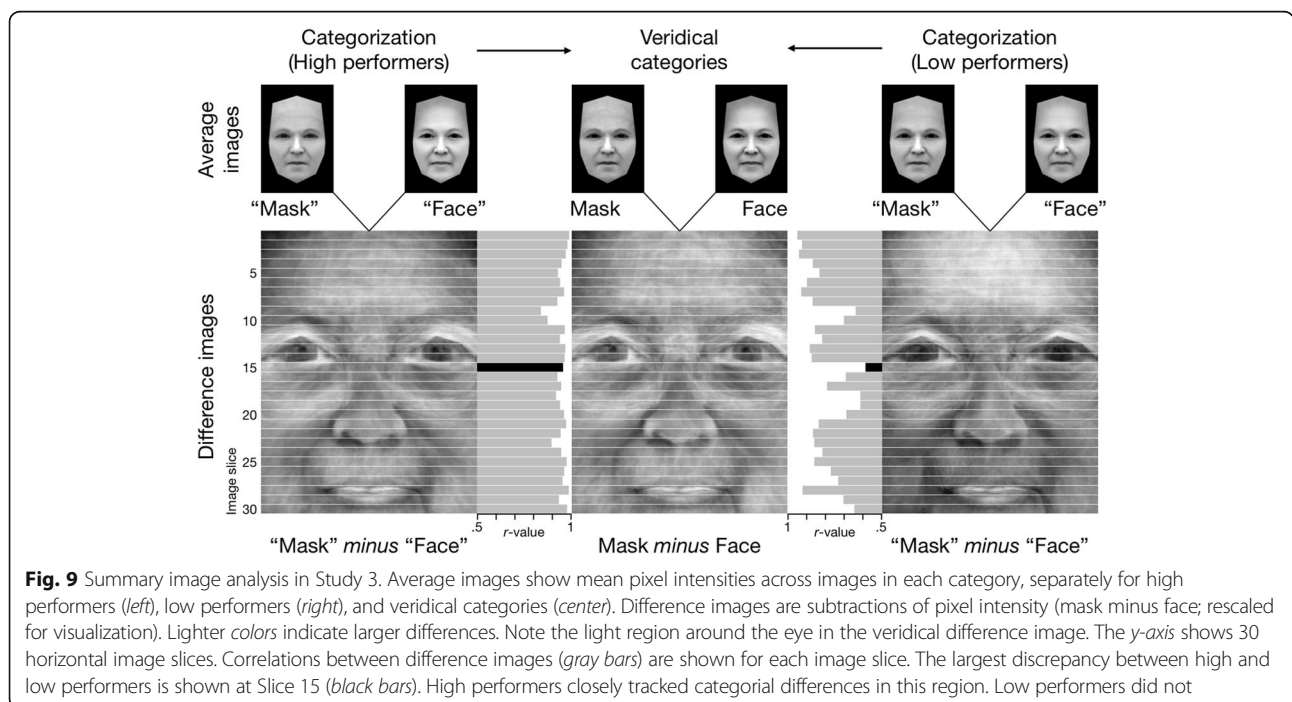 Categorization
(High performers)
Veridical
categories
Categorization
(Low performers)
Average
images
"Mask"
"Face"
Mask
Face
"Mask"
"Face"
Difference images
Image slice
5
10
15
20
25
30
.5
r-value
1
1
r-value
.5
"Mask" minus "Face"
Mask minus Face
"Mask" minus "Face"
Fig. 9 Summary image analysis in Study 3. Average images show mean pixel intensities across images in each category, separately for high
performers (left), low performers (right), and veridical categories (center). Difference images are subtractions of pixel intensity (mask minus face; rescaled
for visualization). Lighter colors indicate larger differences. Note the light region around the eye in the veridical difference image. The y-axis shows 30
horizontal image slices. Correlations between difference images (gray bars) are shown for each image slice. The largest discrepancy between high and
low performers is shown at Slice 15 (black bars). High performers closely tracked categorial differences in this region. Low performers did not